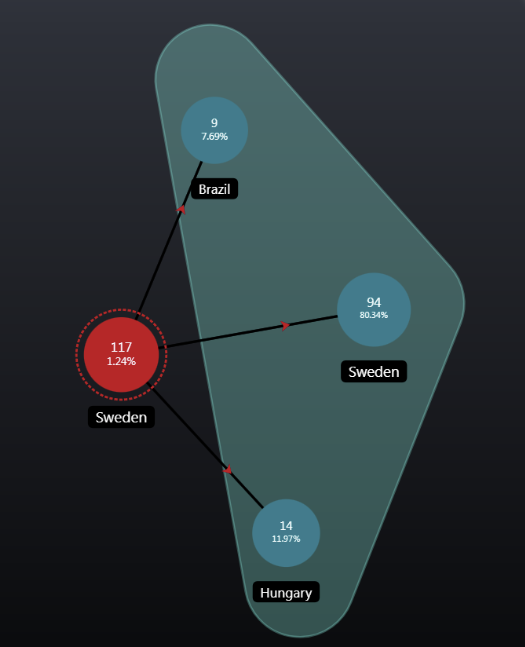 9
7.69%
Brazil
94
80.34%
Sweden
117
1.24%
Sweden
14
11.97%
Hungary